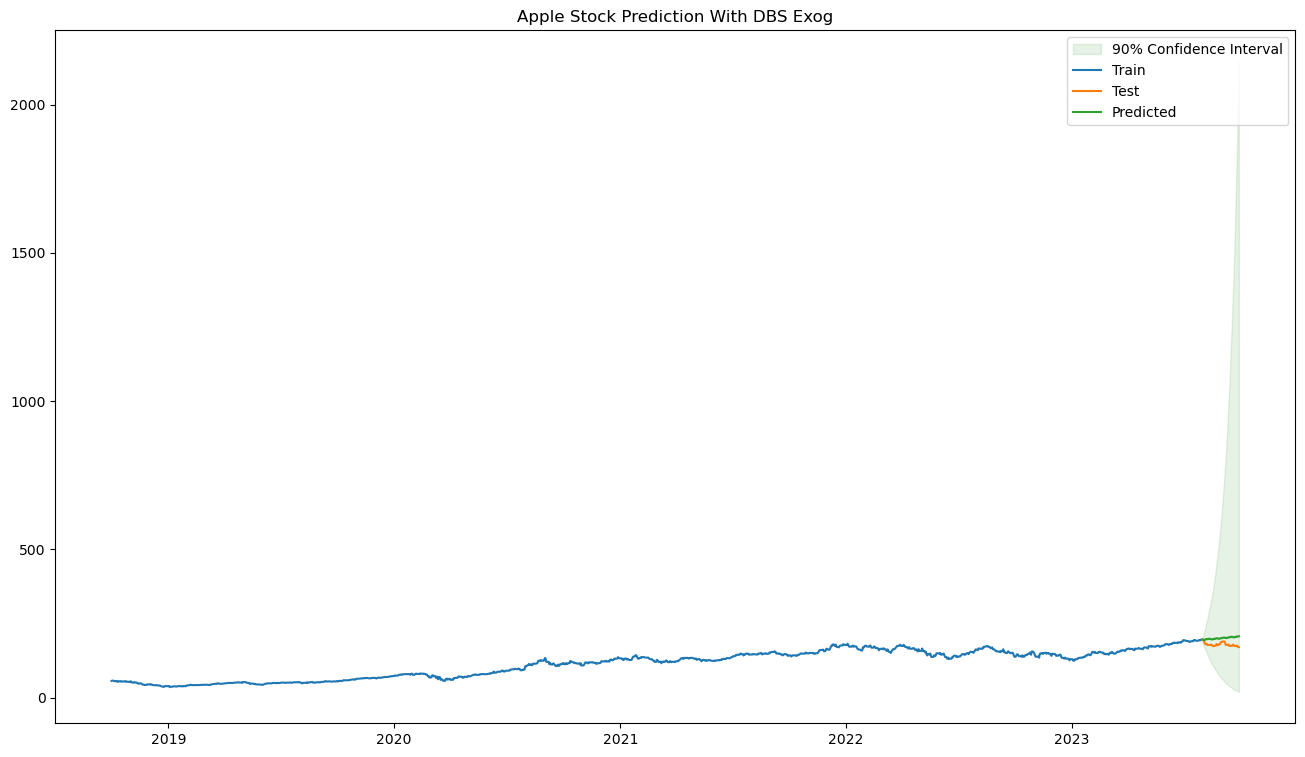 Apple Stock Prediction With DBS Exog
90% Confidence Interval
Train
Test
Predicted
2000
1500
1000
500
0
2019 2020 2021 2022 2023